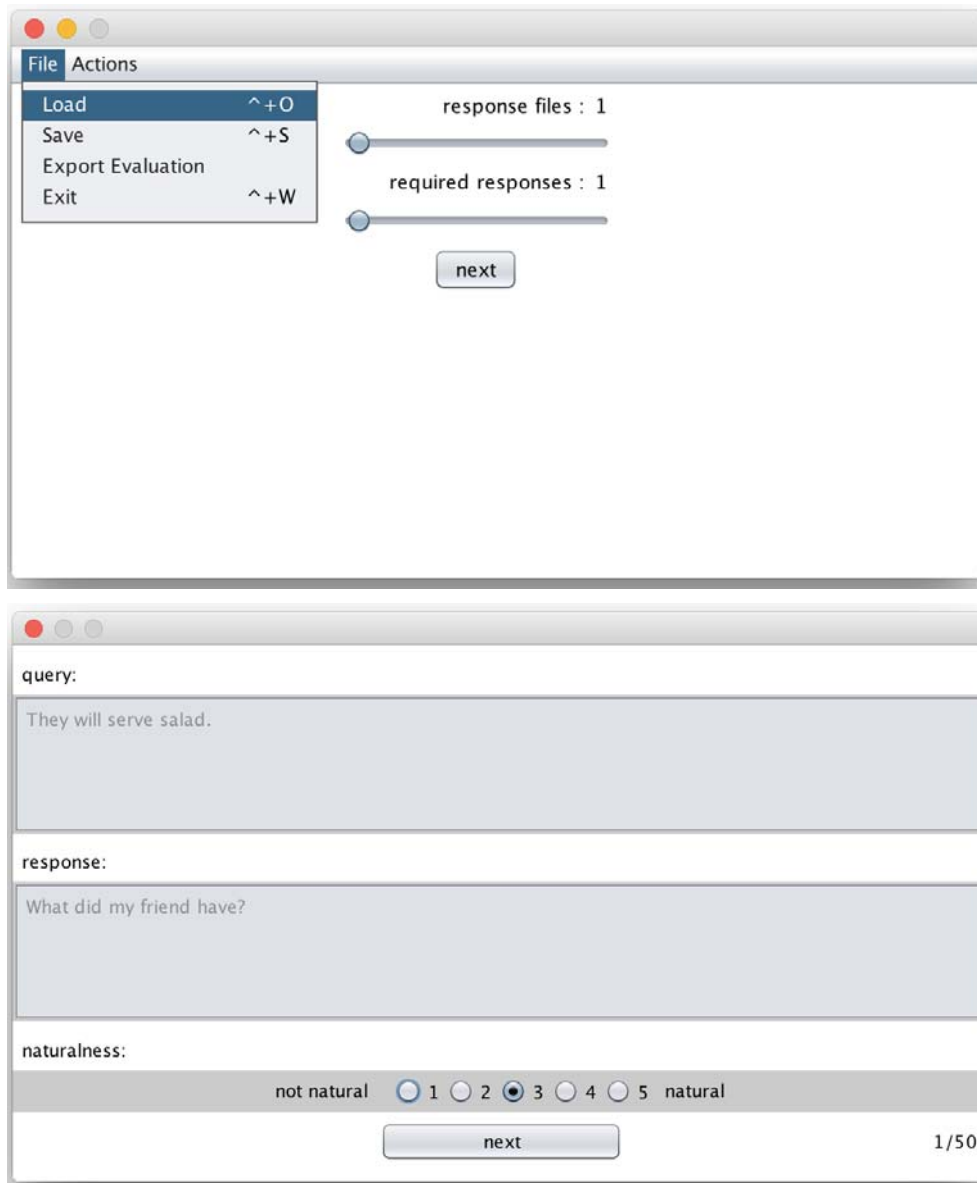 File Actions
Load ^+O
Save ^+S
Export Evaluation
Exit ^+W
response files : 1
required responses : 1
next
query:
They will serve salad.
response:
What did my friend have?
naturalness:
not natural 1 2 3 4 5 natural
next 1/50